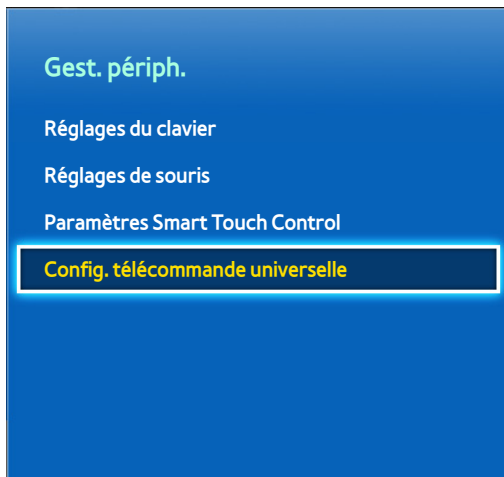 Gest. périph.
Réglages du clavier
Réglages de souris
Paramètres Smart Touch Control
Config. télécommande universelle